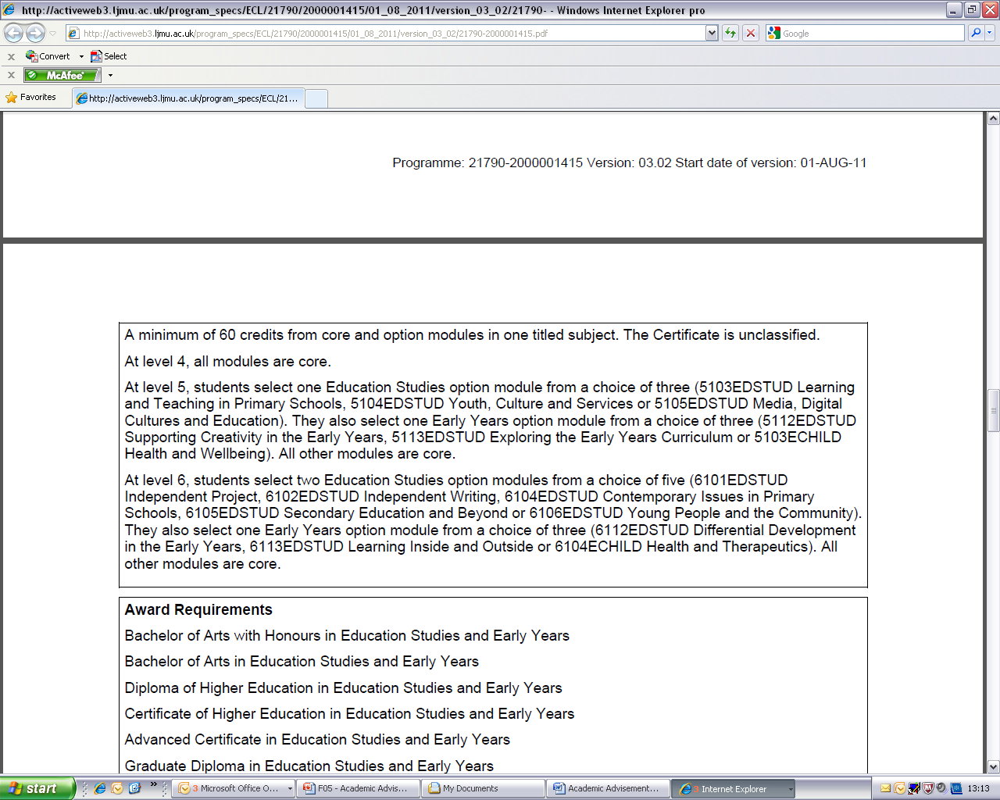 http://activeweb3.ljmu.ac.uk/program_specs/ECL/21790/2000001415/01_08_2011/version_03_02/21790- - Windows Internet Explorer pro
http://activeweb3.ljmu.ac.uk/program_specs/ECL/21790/2000001415/01_08_2011/version_03_02/21790-2000001415.pdf
Google
x Convert Select
x McAfee
Favorites http://activeweb3.ljmu.ac.uk/program_specs/ECL/21...
Programme: 21790-2000001415 Version: 03.02 Start date of version: 01-AUG-11
A minimum of 60 credits from core and option modules in one titled subject. The Certificate is unclassified.
At level 4, all modules are core.
At level 5, students select one Education Studies option module from a choice of three (5103EDSTUD Learning
and Teaching in Primary Schools, 5104EDSTUD Youth, Culture and Services or 5105EDSTUD Media, Digital
Cultures and Education). They also select one Early Years option module from a choice of three (5112EDSTUD
Supporting Creativity in the Early Years, 5113EDSTUD Exploring the Early Years Curriculum or 5103ECHILD
Health and Wellbeing). All other modules are core.
At level 6, students select two Education Studies option modules from a choice of five (6101EDSTUD
Independent Project, 6102EDSTUD Independent Writing, 6104EDSTUD Contemporary Issues in Primary
Schools, 6105EDSTUD Secondary Education and Beyond or 6106EDSTUD Young People and the Community).
They also select one Early Years option module from a choice of three (6112EDSTUD Differential Development
in the Early Years, 6113EDSTUD Learning Inside and Outside or 6104ECHILD Health and Therapeutics). All
other modules are core.
Award Requirements
Bachelor of Arts with Honours in Education Studies and Early Years
Bachelor of Arts in Education Studies and Early Years
Diploma of Higher Education in Education Studies and Early Years
Certificate of Higher Education in Education Studies and Early Years
Advanced Certificate in Education Studies and Early Years
Graduate Diploma in Education Studies and Early Years
start 3 Microsoft Office O... F05 - Academic Advis... My Documents Academic Advisement... 3 Internet Explorer 13:13